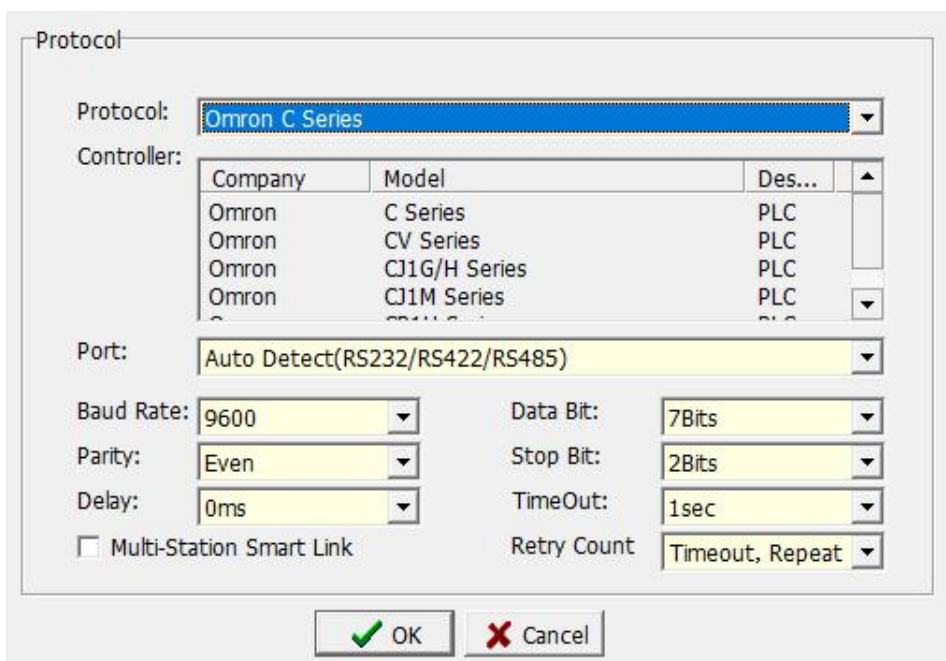 Protocol
Protocol: Omron C Series
Controller:
Company Model Des...
Omron C Series PLC
Omron CV Series PLC
Omron CJ1G/H Series PLC
Omron CJ1M Series PLC
Port: Auto Detect(RS232/RS422/RS485)
Baud Rate: 9600 Data Bit: 7Bits
Parity: Even Stop Bit: 2Bits
Delay: 0ms TimeOut: 1sec
Multi-Station Smart Link Retry Count Timeout, Repeat
OK Cancel